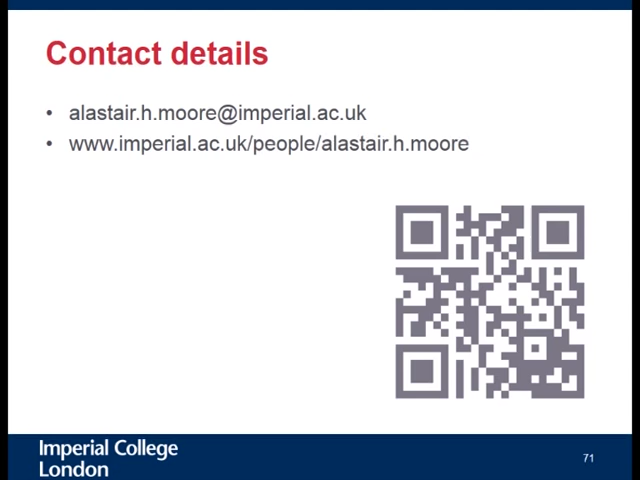 Contact details
• alastair.h.moore@imperial.ac.uk
• www.imperial.ac.uk/people/alastair.h.moore
Imperial College
London
71